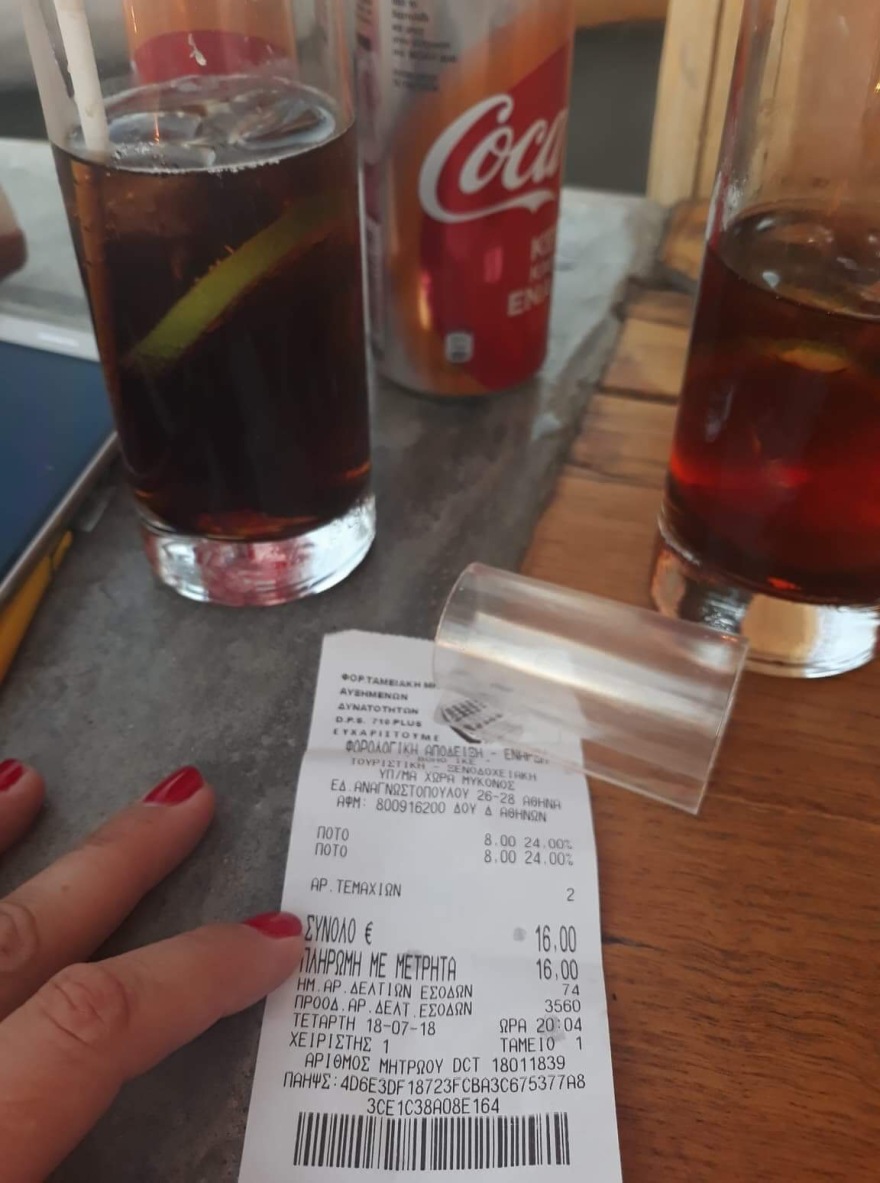 Coca
ΦΟΡ.ΤΑΜΕΙΑΚΗ
ΑΥΞΗΜΕΝΩΝ
ΔΥΝΑΤΟΤΗΤΩΝ
D.P.S. 710 PLUS
ΕΥΧΑΡΙΣΤΟΥΜΕ
ΦΟΡΟΛΟΓΙΚΗ ΑΠΟΔΕΙΞΗ -
ΤΟΥΡΙΣΤΙΚΗ - ΞΕΝΟΔΟΧΕΙΑΚΗ
ΥΠ/ΜΑ ΧΩΡΑ ΜΥΚΟΝΟΣ
ΕΔ.ΑΝΑΓΝΩΣΤΟΠΟΥΛΟΥ 26-28 ΑΘΗΝΑ
ΑΦΜ: 800916200 ΔΟΥ Δ ΑΘΗΝΩΝ
ΠΟΤΟ 8.00 24.00%
ΠΟΤΟ 8.00 24.00%
ΑΡ.ΤΕΜΑΧΙΩΝ 2
ΣΥΝΟΛΟ € 16,00
ΠΛΗΡΩΜΗ ΜΕ ΜΕΤΡΗΤΑ 16,00
ΗΜ.ΑΡ.ΔΕΛΤΙΩΝ ΕΣΟΔΩΝ 74
ΠΡΟΟΔ.ΑΡ.ΔΕΛΤ.ΕΣΟΔΩΝ 3560
ΤΕΤΑΡΤΗ 18-07-18 ΩΡΑ 20:04
ΧΕΙΡΙΣΤΗΣ 1 ΤΑΜΕΙΟ 1
ΑΡΙΘΜΟΣ ΜΗΤΡΩΟΥ DCT 18011839
ΠΑΗΨΣ:4D6E3DF18723FCBA3C675377A8
3CE1C38A08E164